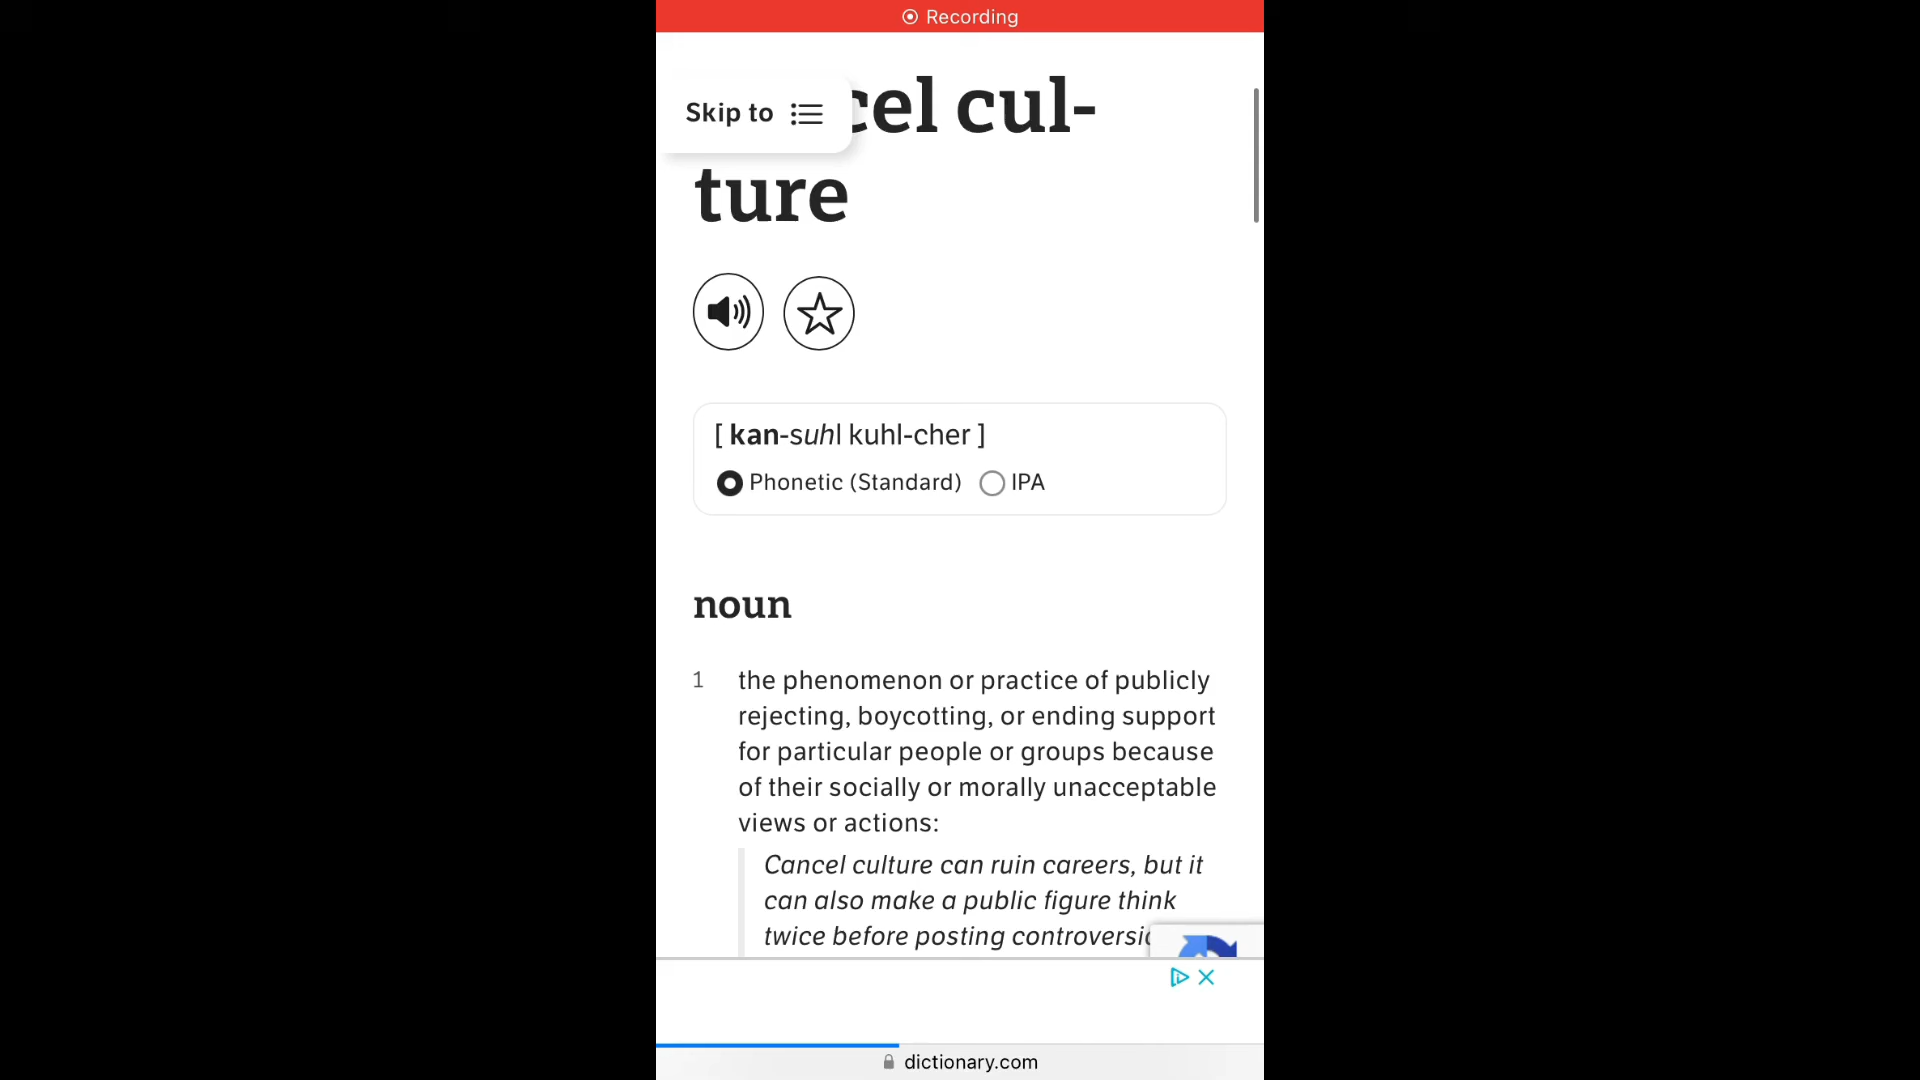 Recording
Skip to
cel cul-
ture
[ kan-suhl kuhl-cher ]
Phonetic (Standard) IPA
noun
1 the phenomenon or practice of publicly
rejecting, boycotting, or ending support
for particular people or groups because
of their socially or morally unacceptable
views or actions:
Cancel culture can ruin careers, but it
can also make a public figure think
twice before posting
dictionary.com